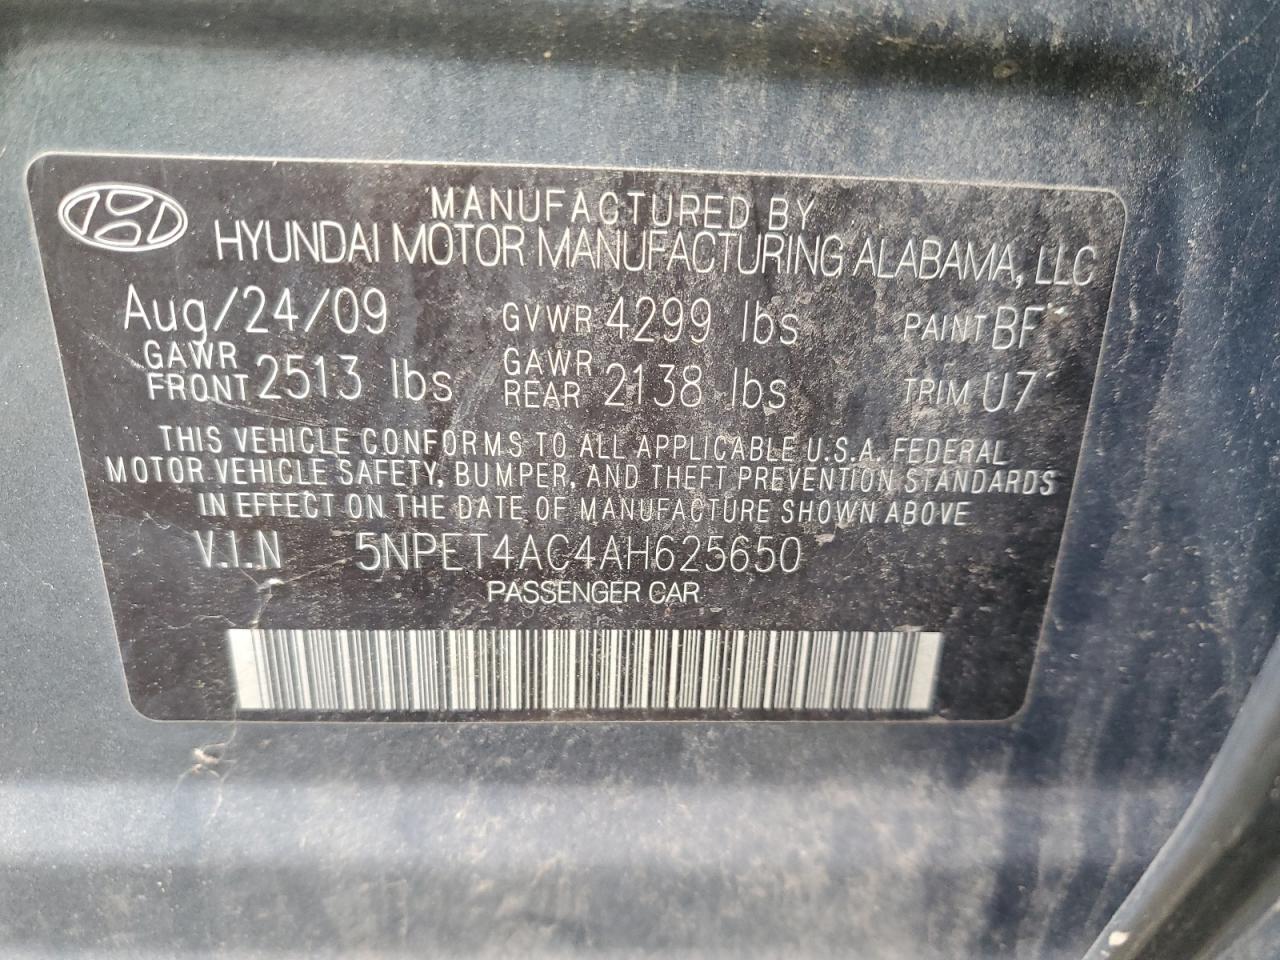 MANUFACTURED BY
HYUNDAI MOTOR MANUFACTURING ALABAMA, LLC
Aug/24/09 GVWR 4299 lbs PAINT BF
GAWR FRONT 2513 lbs GAWR REAR 2138 lbs TRIM U7
THIS VEHICLE CONFORMS TO ALL APPLICABLE U.S.A. FEDERAL
MOTOR VEHICLE SAFETY, BUMPER, AND THEFT PREVENTION STANDARDS
IN EFFECT ON THE DATE OF MANUFACTURE SHOWN ABOVE
V.I.N 5NPET4AC4AH625650
PASSENGER CAR